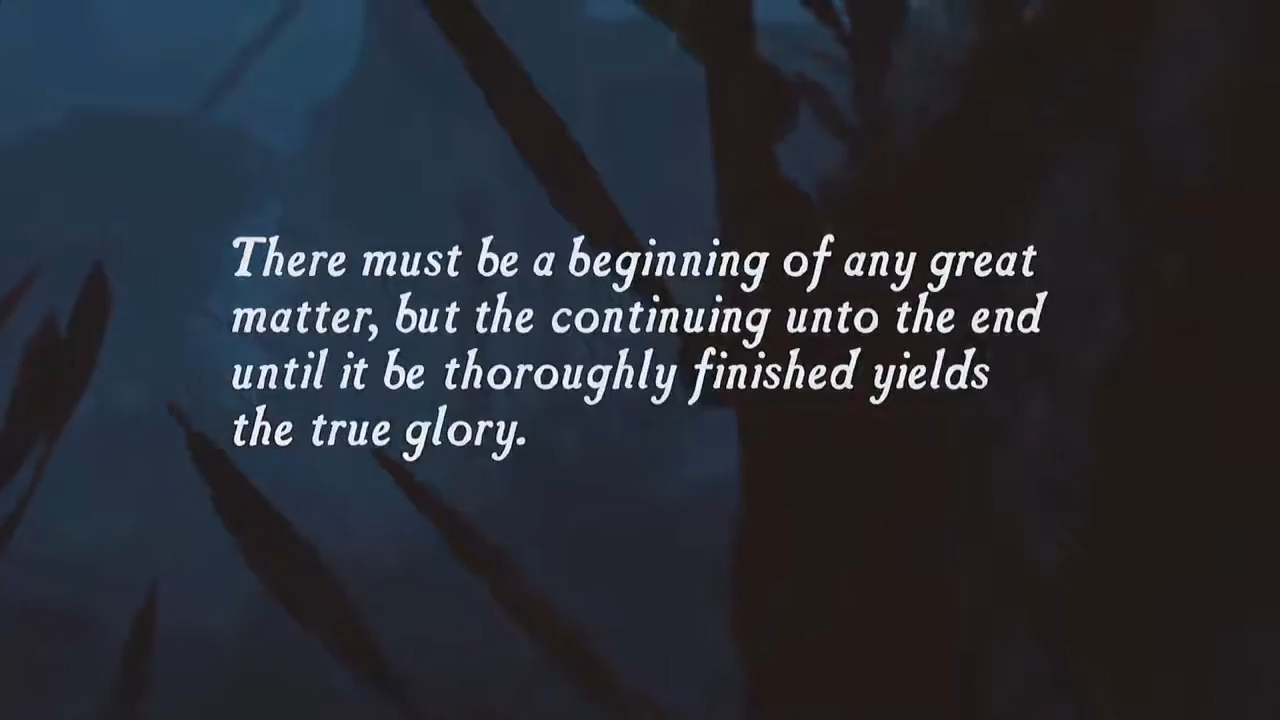 There must be a beginning of any great
matter, but the continuing unto the end
until it be thoroughly finished yields
the true glory.